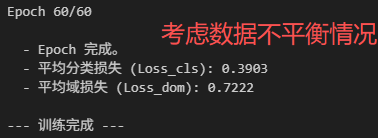 Epoch 60/60
考虑数据不平衡情况
- Epoch 完成。
- 平均分类损失 (Loss_cls): 0.3903
- 平均域损失 (Loss_dom): 0.7222
--- 训练完成 ---